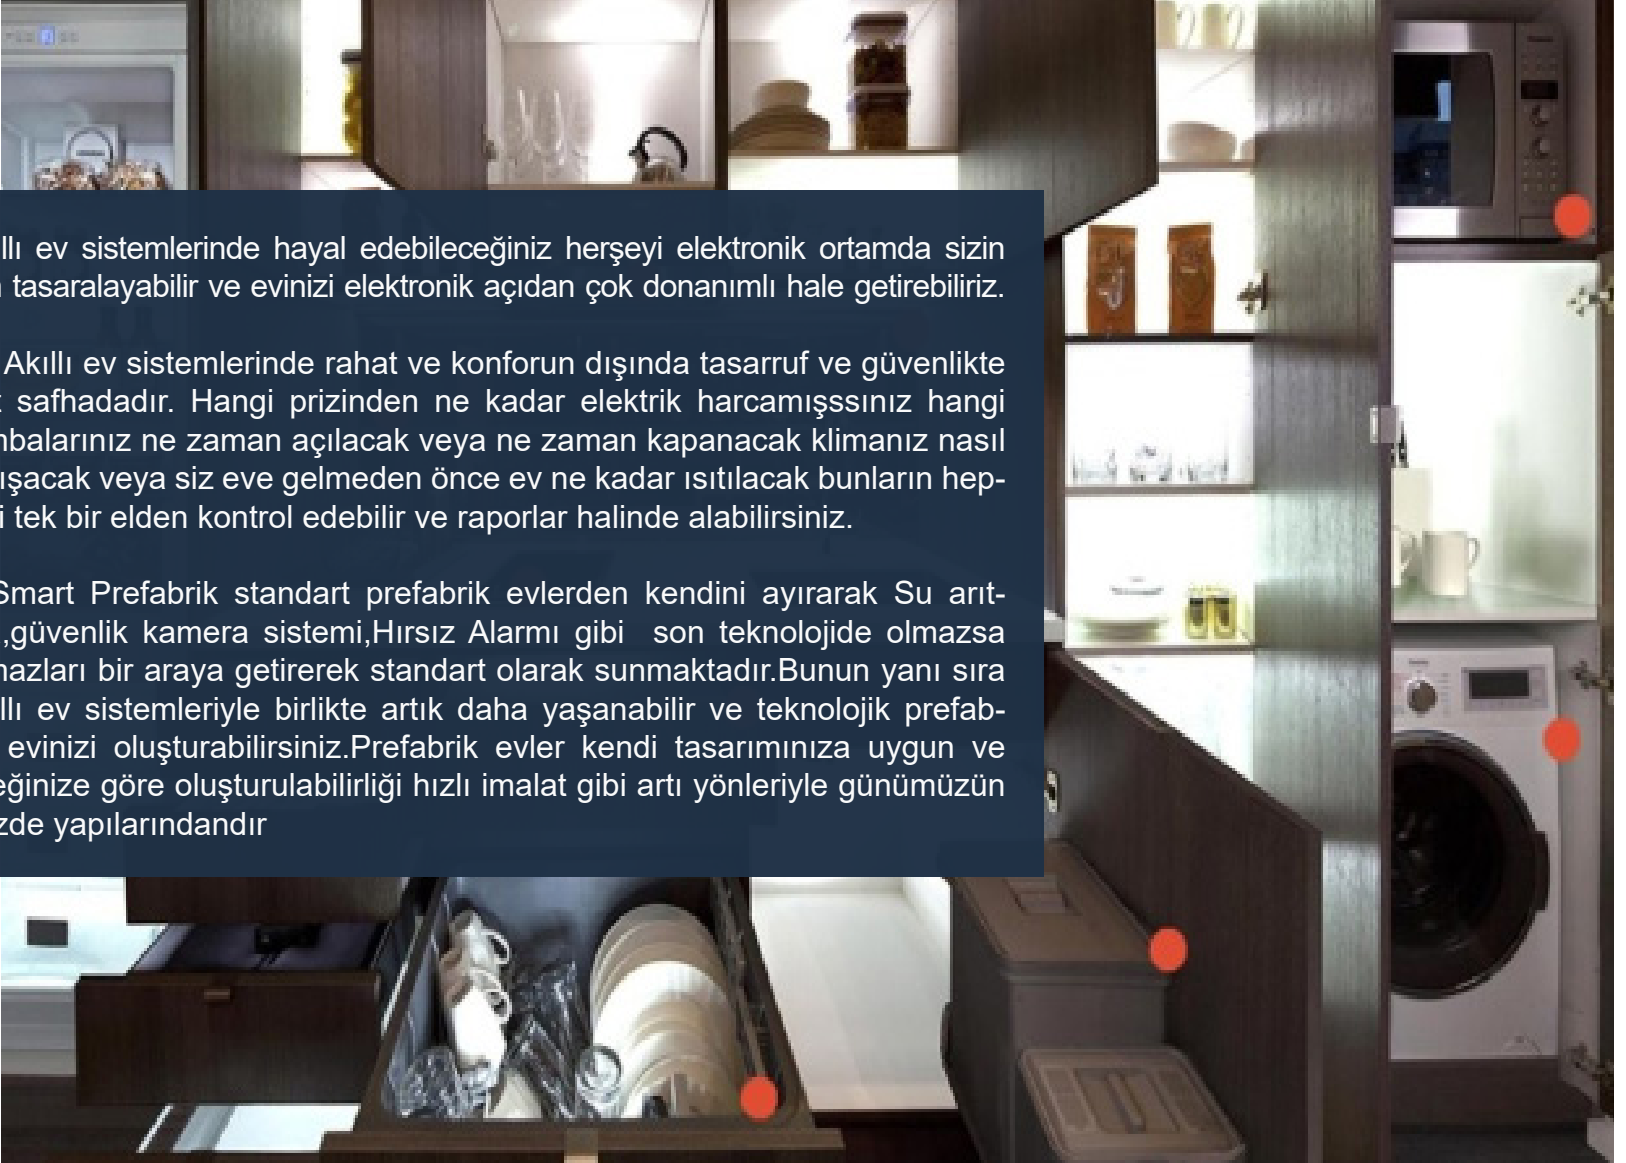 llı ev sistemlerinde hayal edebileceğiniz herşeyi elektronik ortamda sizin
tasaralayabilir ve evinizi elektronik açıdan çok donanımlı hale getirebiliriz.
Akıllı ev sistemlerinde rahat ve konforun dışında tasarruf ve güvenlikte
safhadadır. Hangi prizinden ne kadar elektrik harcamışssınız hangi
mbalarınız ne zaman açılacak veya ne zaman kapanacak klimanız nasıl
ışacak veya siz eve gelmeden önce ev ne kadar ısıtılacak bunların hep-
i tek bir elden kontrol edebilir ve raporlar halinde alabilirsiniz.
Smart Prefabrik standart prefabrik evlerden kendini ayırarak Su arıt-
,güvenlik kamera sistemi,Hırsız Alarmı gibi son teknolojide olmazsa
mazları bir araya getirerek standart olarak sunmaktadır.Bunun yanı sıra
llı ev sistemleriyle birlikte artık daha yaşanabilir ve teknolojik prefab-
evinizi oluşturabilirsiniz.Prefabrik evler kendi tasarımınıza uygun ve
eğinize göre oluşturulabilirliği hızlı imalat gibi artı yönleriyle günümüzün
zde yapılarındandır